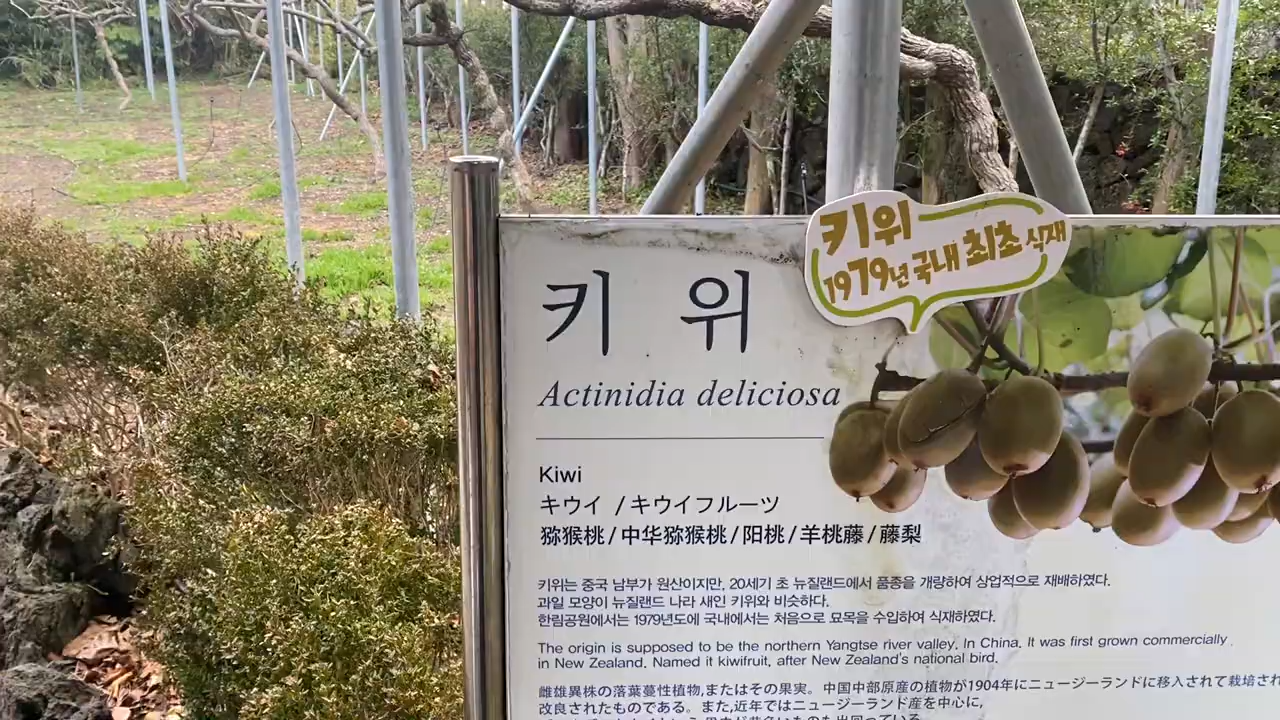 키위
1979년 국내 최초 식재
키 위
Actinidia deliciosa
Kiwi
キウイ / キウイフルーツ
猕猴桃 / 中华猕猴桃 / 阳桃 / 羊桃藤 / 藤梨
키위는 중국 남부가 원산이지만, 20세기 초 뉴질랜드에서 품종을 개량하여 상업적으로 재배하였다.
과일 모양이 뉴질랜드 나라 새인 키위와 비슷하다.
한림공원에서는 1979년도에 국내에서는 처음으로 묘목을 수입하여 식재하였다.
The origin is supposed to be the northern Yangtse river valley, In China. It was first grown commercially
in New Zealand. Named it kiwifruit, after New Zealand's national bird.
雌雄異株の落葉蔓性植物,またはその果実。中国中部原産の植物が1904年にニュージーランドに移入されて栽培され
改良されたものである。また,近年ではニュージーランド産を中心に,